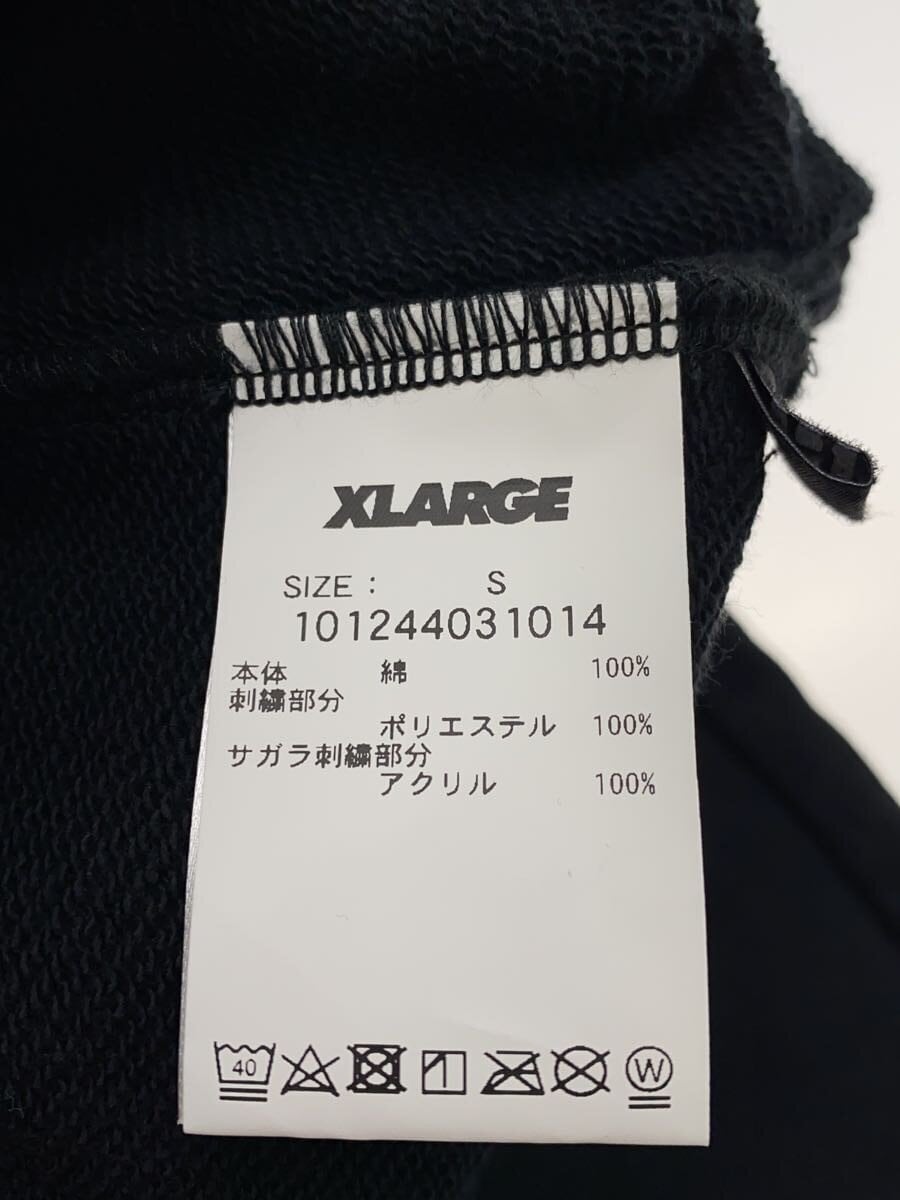 XLARGE
SIZE : S
101244031014
本体 綿 100%
刺繍部分
ポリエステル 100%
サガラ刺繍部分
アクリル 100%
40
W